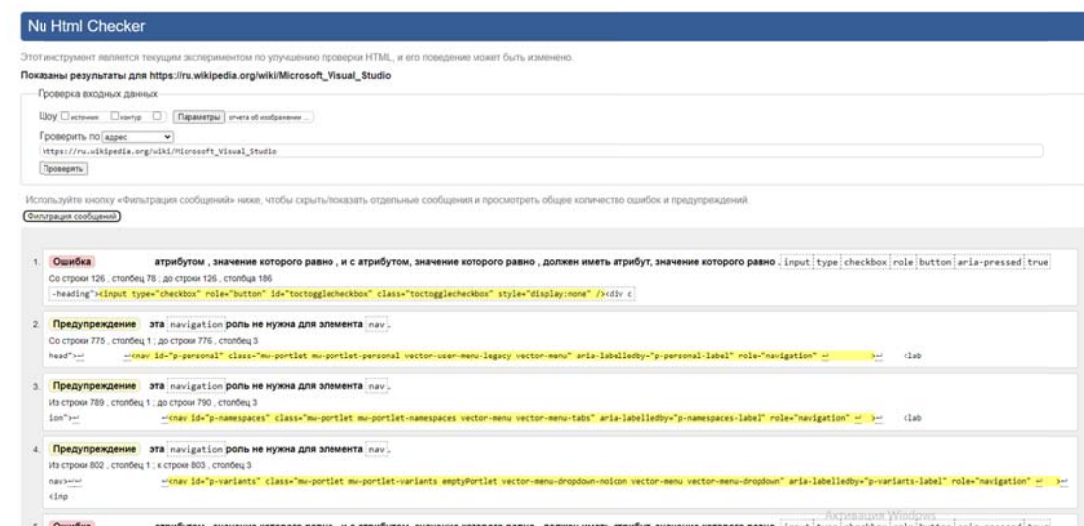 Nu Html Checker
Этот инструмент является текущим экспериментом по улучшению проверки HTML, и его поведение может быть изменено.
Показаны результаты для https://ru.wikipedia.org/wiki/Microsoft_Visual_Studio
Проверка входных данных
Шоу источник контур Параметры отчета об изображении ...
Проверить по адрес
https://ru.wikipedia.org/wiki/Microsoft_Visual_Studio
Проверять
Используйте кнопку «Фильтрация сообщений» ниже, чтобы скрыть/показать отдельные сообщения и просмотреть общее количество ошибок и предупреждений.
Фильтрация сообщений
1. Ошибка атрибутом , значение которого равно , и с атрибутом, значение которого равно , должен иметь атрибут, значение которого равно . input type checkbox role button aria-pressed true
Со строки 126 , столбец 78 ; до строки 126 , столбца 186
-heading"><input type="checkbox" role="button" id="toctogglecheckbox" class="toctogglecheckbox" style="display:none" /><div c
2. Предупреждение эта navigation роль не нужна для элемента nav .
Со строки 775 , столбец 1 ; до строки 776 , столбец 3
head">↩ ↩<nav id="p-personal" class="mw-portlet mw-portlet-personal vector-user-menu-legacy vector-menu" aria-labelledby="p-personal-label" role="navigation" ↩ >↩ <lab
3. Предупреждение эта navigation роль не нужна для элемента nav .
Из строки 789 , столбец 1 ; до строки 790 , столбец 3
ion">↩ ↩<nav id="p-namespaces" class="mw-portlet mw-portlet-namespaces vector-menu vector-menu-tabs" aria-labelledby="p-namespaces-label" role="navigation" ↩ >↩ <lab
4. Предупреждение эта navigation роль не нужна для элемента nav .
Из строки 802 , столбец 1 ; к строке 803 , столбец 3
nav>↩↩ ↩<nav id="p-variants" class="mw-portlet mw-portlet-variants emptyPortlet vector-menu-dropdown-noicon vector-menu vector-menu-dropdown" aria-labelledby="p-variants-label" role="navigation" ↩ >↩
<inp
Активация Windows
5. Ошибка атрибутом , значение которого равно , и с атрибутом, значение которого равно , должен иметь атрибут, значение которого равно . input type checkbox role button aria-pressed true